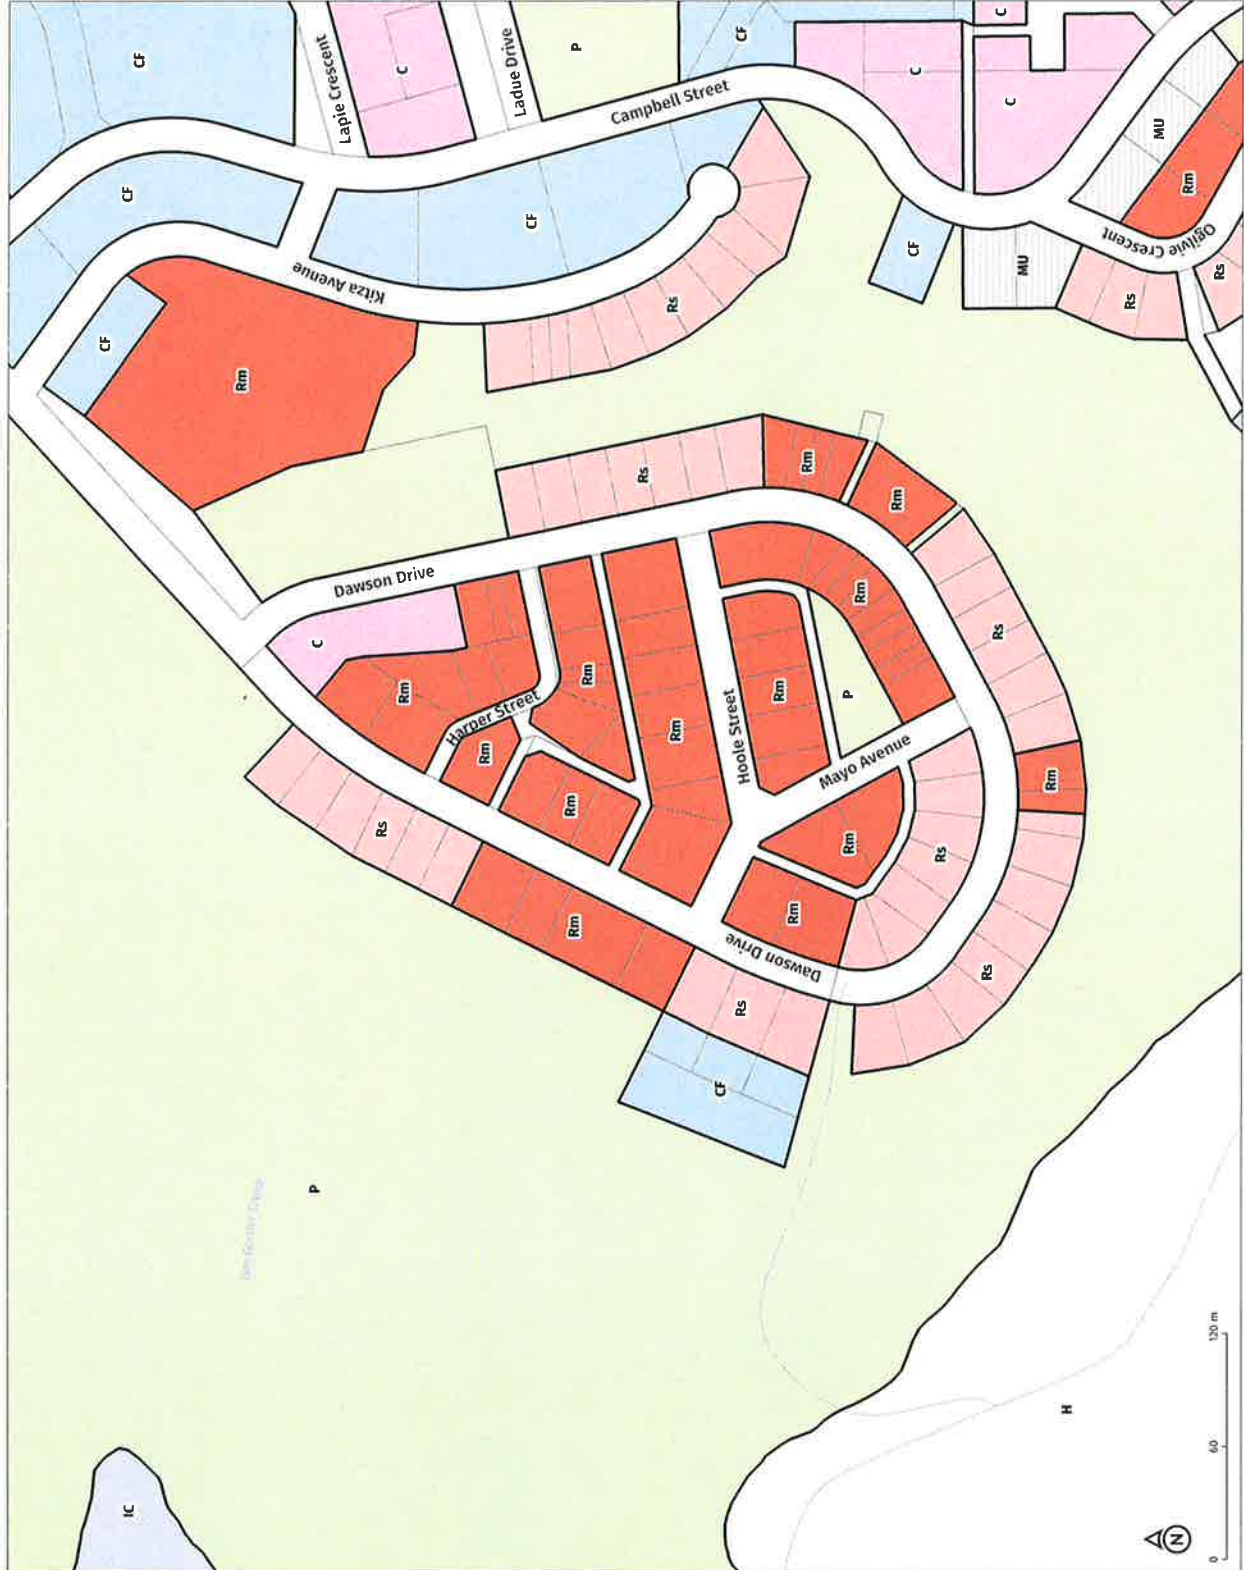 CF
Lapie Crescent
C
Ladue Drive
P
CF
C
C
C
Campbell Street
MU
Rm
Ogilvie Crescent
CF
CF
Kitza Avenue
CF
MU
Rs
Rs
CF
Rm
Rs
Rs
Rm
Rm
Dawson Drive
C
Rm
Rm
Rs
Harper Street
Rm
Rm
Rm
Rm
Hoole Street
Rm
P
Mayo Avenue
Rm
Rs
Rm
Rm
Rs
Rm
Rm
Dawson Drive
Rs
Rs
CF
P
IC
H
N
0 60 120 m